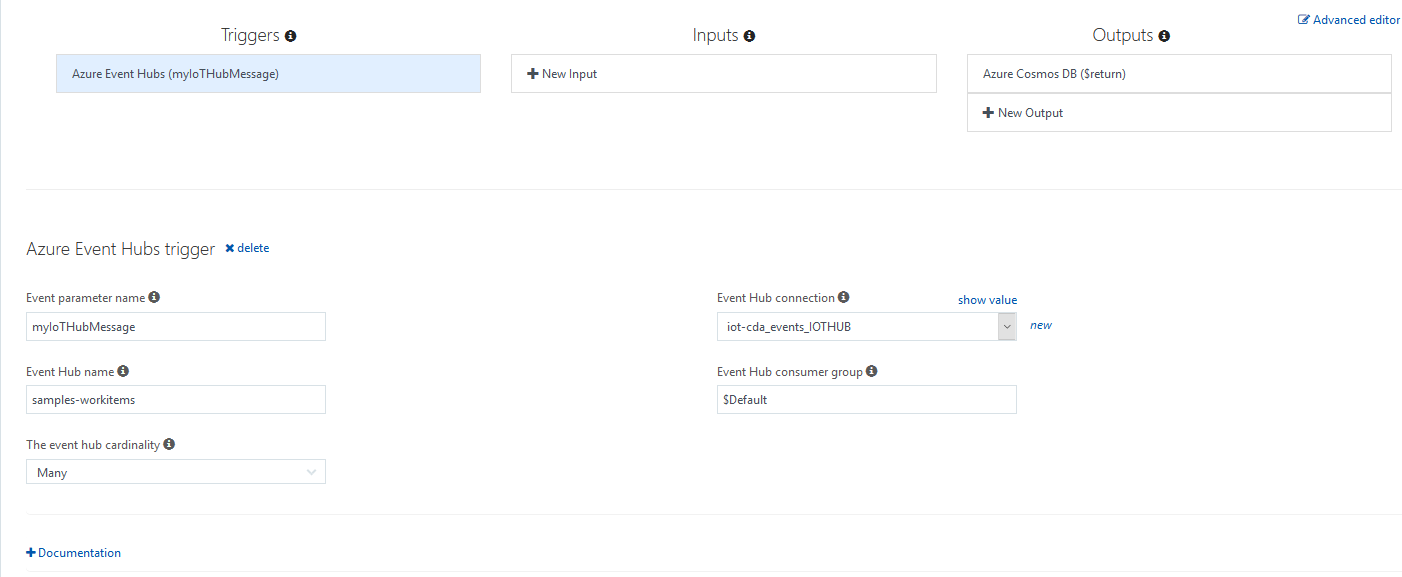 Advanced editor
Triggers
Inputs
Outputs
Azure Event Hubs (myIoTHubMessage)
New Input
Azure Cosmos DB ($return)
New Output
Azure Event Hubs trigger
delete
Event parameter name
Event Hub connection
show value
myIoTHubMessage
iot-cda_events_IOTHUB
new
Event Hub name
Event Hub consumer group
samples-workitems
$Default
The event hub cardinality
Many
Documentation